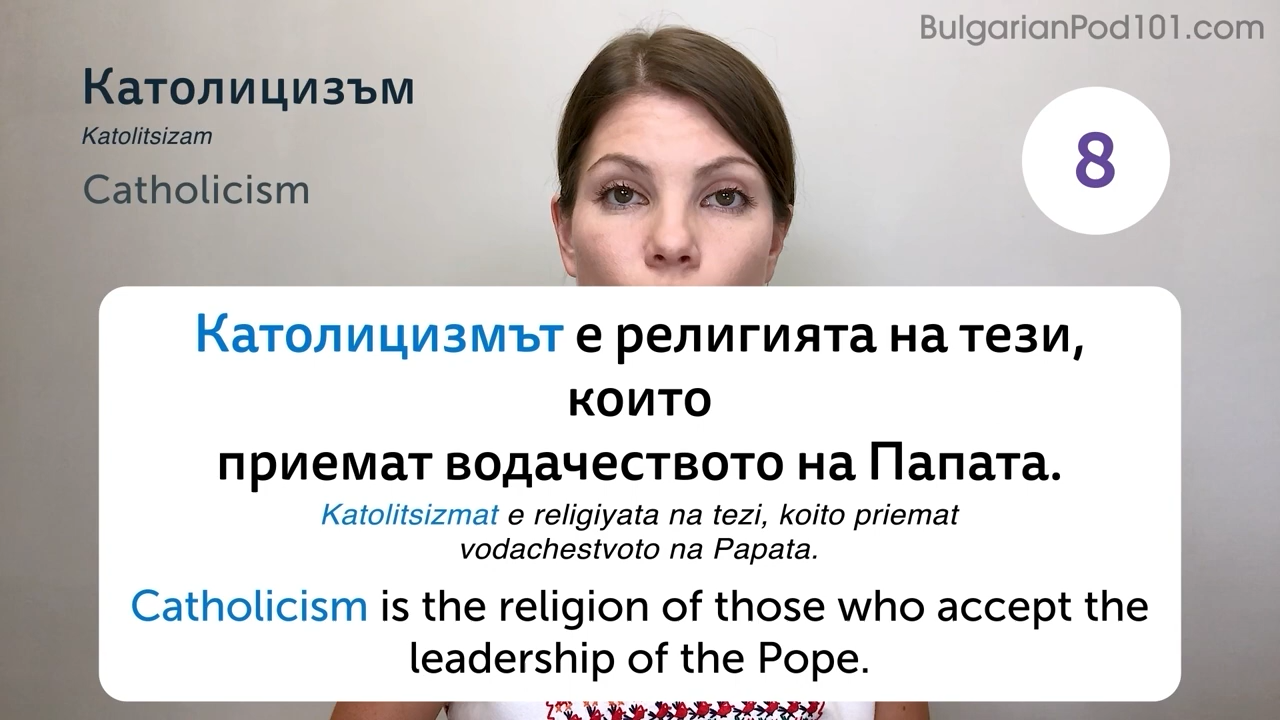 BulgarianPod101.com
Католицизъм
Katolitsizam
Catholicism
8
Католицизмът е религията на тези,
които
приемат водачеството на Папата.
Katolitsizmat e religiyata na tezi, koito priemat
vodachestvoto na Papata.
Catholicism is the religion of those who accept the
leadership of the Pope.